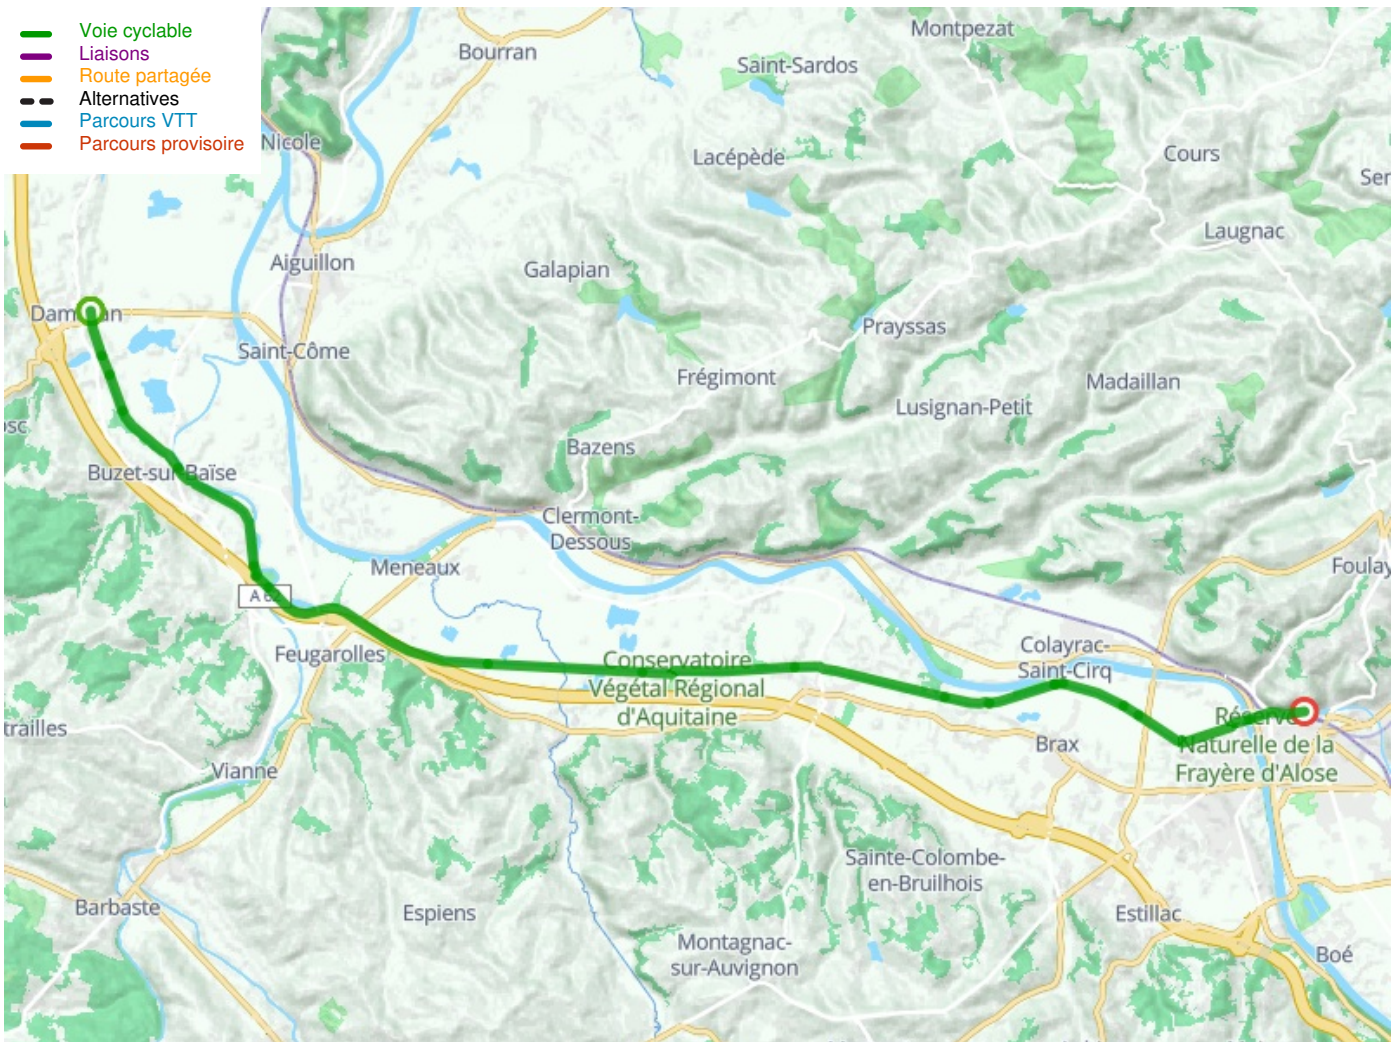 Voie cyclable
Liaisons
Route partagée
Alternatives
Parcours VTT
Parcours provisoire
Montpezat
Bourran
Saint-Sardos
Nicole
Lacépède
Cours
Laugnac
Aiguillon
Galapian
Prayssas
Saint-Côme
Frégimont
Madaillan
Lusignan-Petit
Bazens
Buzet-sur-Baïse
Clermont-
Dessous
Meneaux
Foulay
Feugarolles
Colayrac-
Saint-Cirq
Conservatoire
Végétal Régional
d'Aquitaine
Réserve
Naturelle de la
Frayère d'Alose
trailles
Brax
Vianne
Sainte-Colombe-
en-Bruilhois
Barbaste
Espiens
Estillac
Montagnac-
sur-Auvignon
Boé